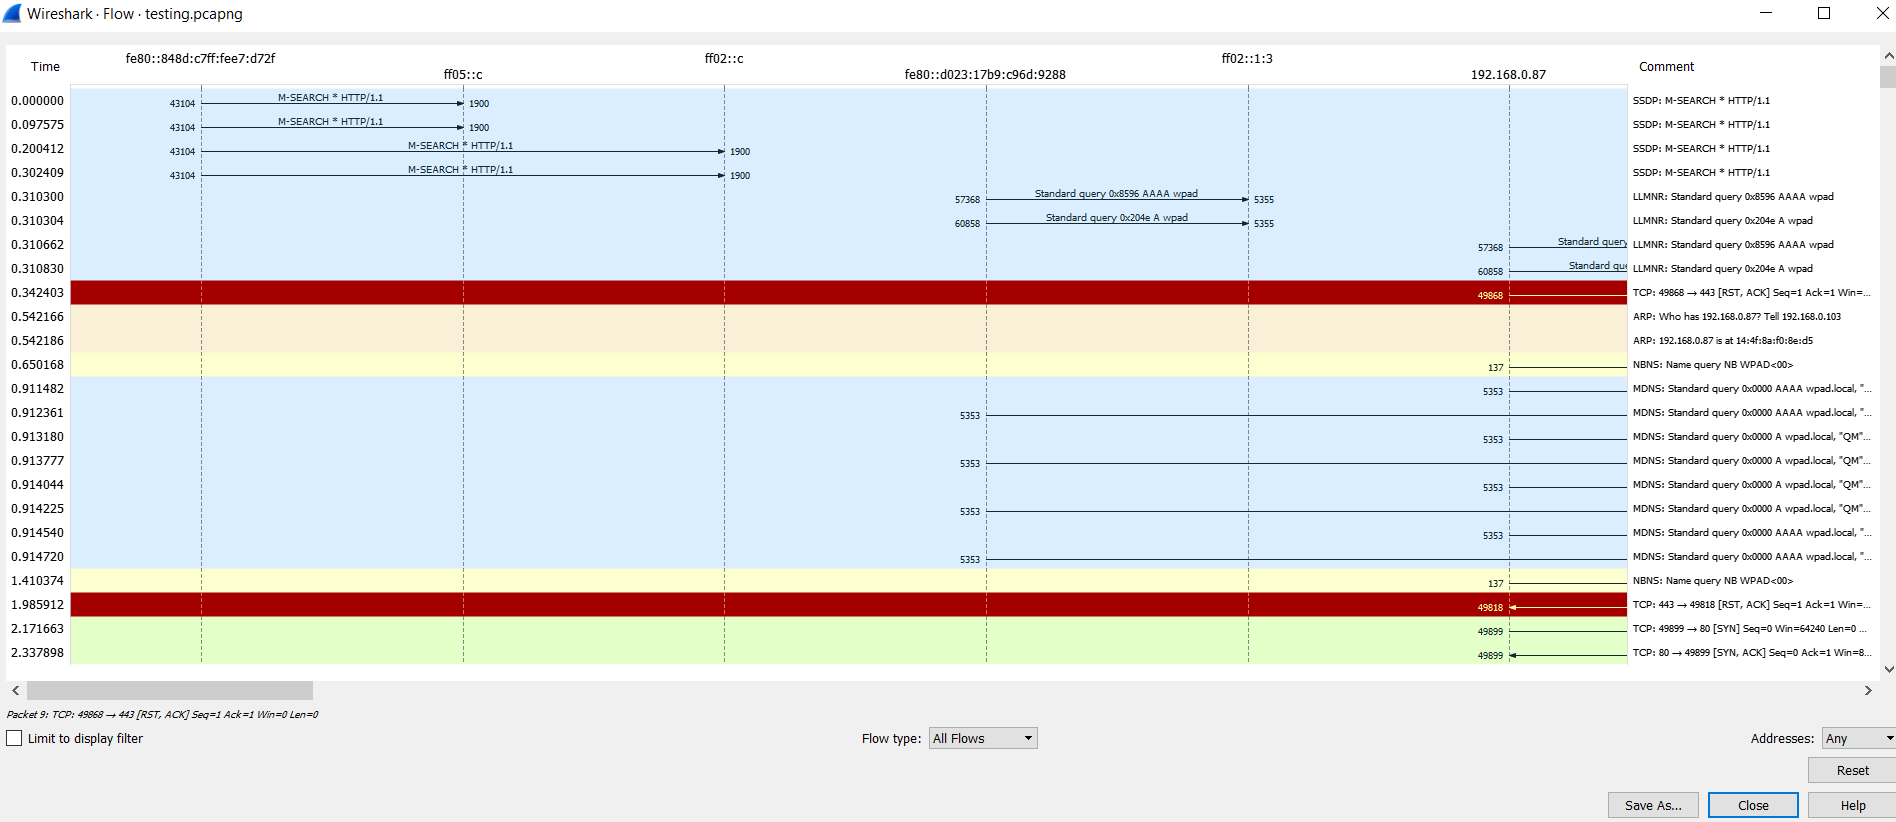 Wireshark · Flow · testing.pcapng
Time
fe80::848d:c7ff:fee7:d72f
ff05::c
ff02::c
fe80::d023:17b9:c96d:9288
ff02::1:3
192.168.0.87
Comment
0.000000 43104 M-SEARCH * HTTP/1.1 1900 SSDP: M-SEARCH * HTTP/1.1
0.097575 43104 M-SEARCH * HTTP/1.1 1900 SSDP: M-SEARCH * HTTP/1.1
0.200412 43104 M-SEARCH * HTTP/1.1 1900 SSDP: M-SEARCH * HTTP/1.1
0.302409 43104 M-SEARCH * HTTP/1.1 1900 SSDP: M-SEARCH * HTTP/1.1
0.310300 57368 Standard query 0x8596 AAAA wpad 5355 LLMNR: Standard query 0x8596 AAAA wpad
0.310304 60858 Standard query 0x204e A wpad 5355 LLMNR: Standard query 0x204e A wpad
0.310662 57368 Standard query LLMNR: Standard query 0x8596 AAAA wpad
0.310830 60858 Standard que LLMNR: Standard query 0x204e A wpad
0.342403 49868 TCP: 49868 → 443 [RST, ACK] Seq=1 Ack=1 Win=...
0.542166 ARP: Who has 192.168.0.87? Tell 192.168.0.103
0.542186 ARP: 192.168.0.87 is at 14:4f:8a:f0:8e:d5
0.650168 137 NBNS: Name query NB WPAD<00>
0.911482 5353 MDNS: Standard query 0x0000 AAAA wpad.local, "...
0.912361 5353 MDNS: Standard query 0x0000 AAAA wpad.local, "...
0.913180 5353 MDNS: Standard query 0x0000 A wpad.local, "QM"...
0.913777 5353 MDNS: Standard query 0x0000 A wpad.local, "QM"...
0.914044 5353 MDNS: Standard query 0x0000 A wpad.local, "QM"...
0.914225 5353 MDNS: Standard query 0x0000 A wpad.local, "QM"...
0.914540 5353 MDNS: Standard query 0x0000 AAAA wpad.local, "...
0.914720 5353 MDNS: Standard query 0x0000 AAAA wpad.local, "...
1.410374 137 NBNS: Name query NB WPAD<00>
1.985912 49818 TCP: 443 → 49818 [RST, ACK] Seq=1 Ack=1 Win=...
2.171663 49899 TCP: 49899 → 80 [SYN] Seq=0 Win=64240 Len=0 ...
2.337898 49899 TCP: 80 → 49899 [SYN, ACK] Seq=0 Ack=1 Win=8...
Packet 9: TCP: 49868 → 443 [RST, ACK] Seq=1 Ack=1 Win=0 Len=0
Limit to display filter
Flow type: All Flows
Addresses: Any
Reset
Save As...
Close
Help